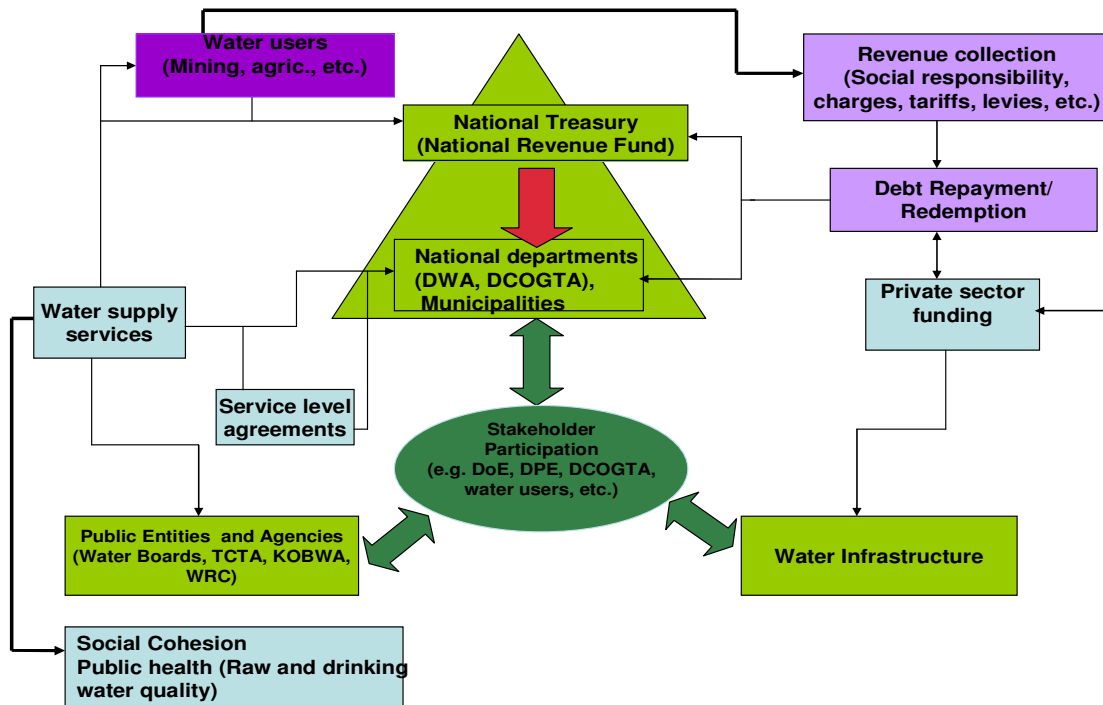 Water users
(Mining, agric., etc.)
Revenue collection
(Social responsibility,
charges, tariffs, levies, etc.)
National Treasury
(National Revenue Fund)
Debt Repayment/
Redemption
National departments
(DWA, DCOGTA),
Municipalities
Water supply
services
Private sector
funding
Service level
agreements
Stakeholder
Participation
(e.g. DoE, DPE, DCOGTA,
water users, etc.)
Public Entities and Agencies
(Water Boards, TCTA, KOBWA,
WRC)
Water Infrastructure
Social Cohesion
Public health (Raw and drinking
water quality)